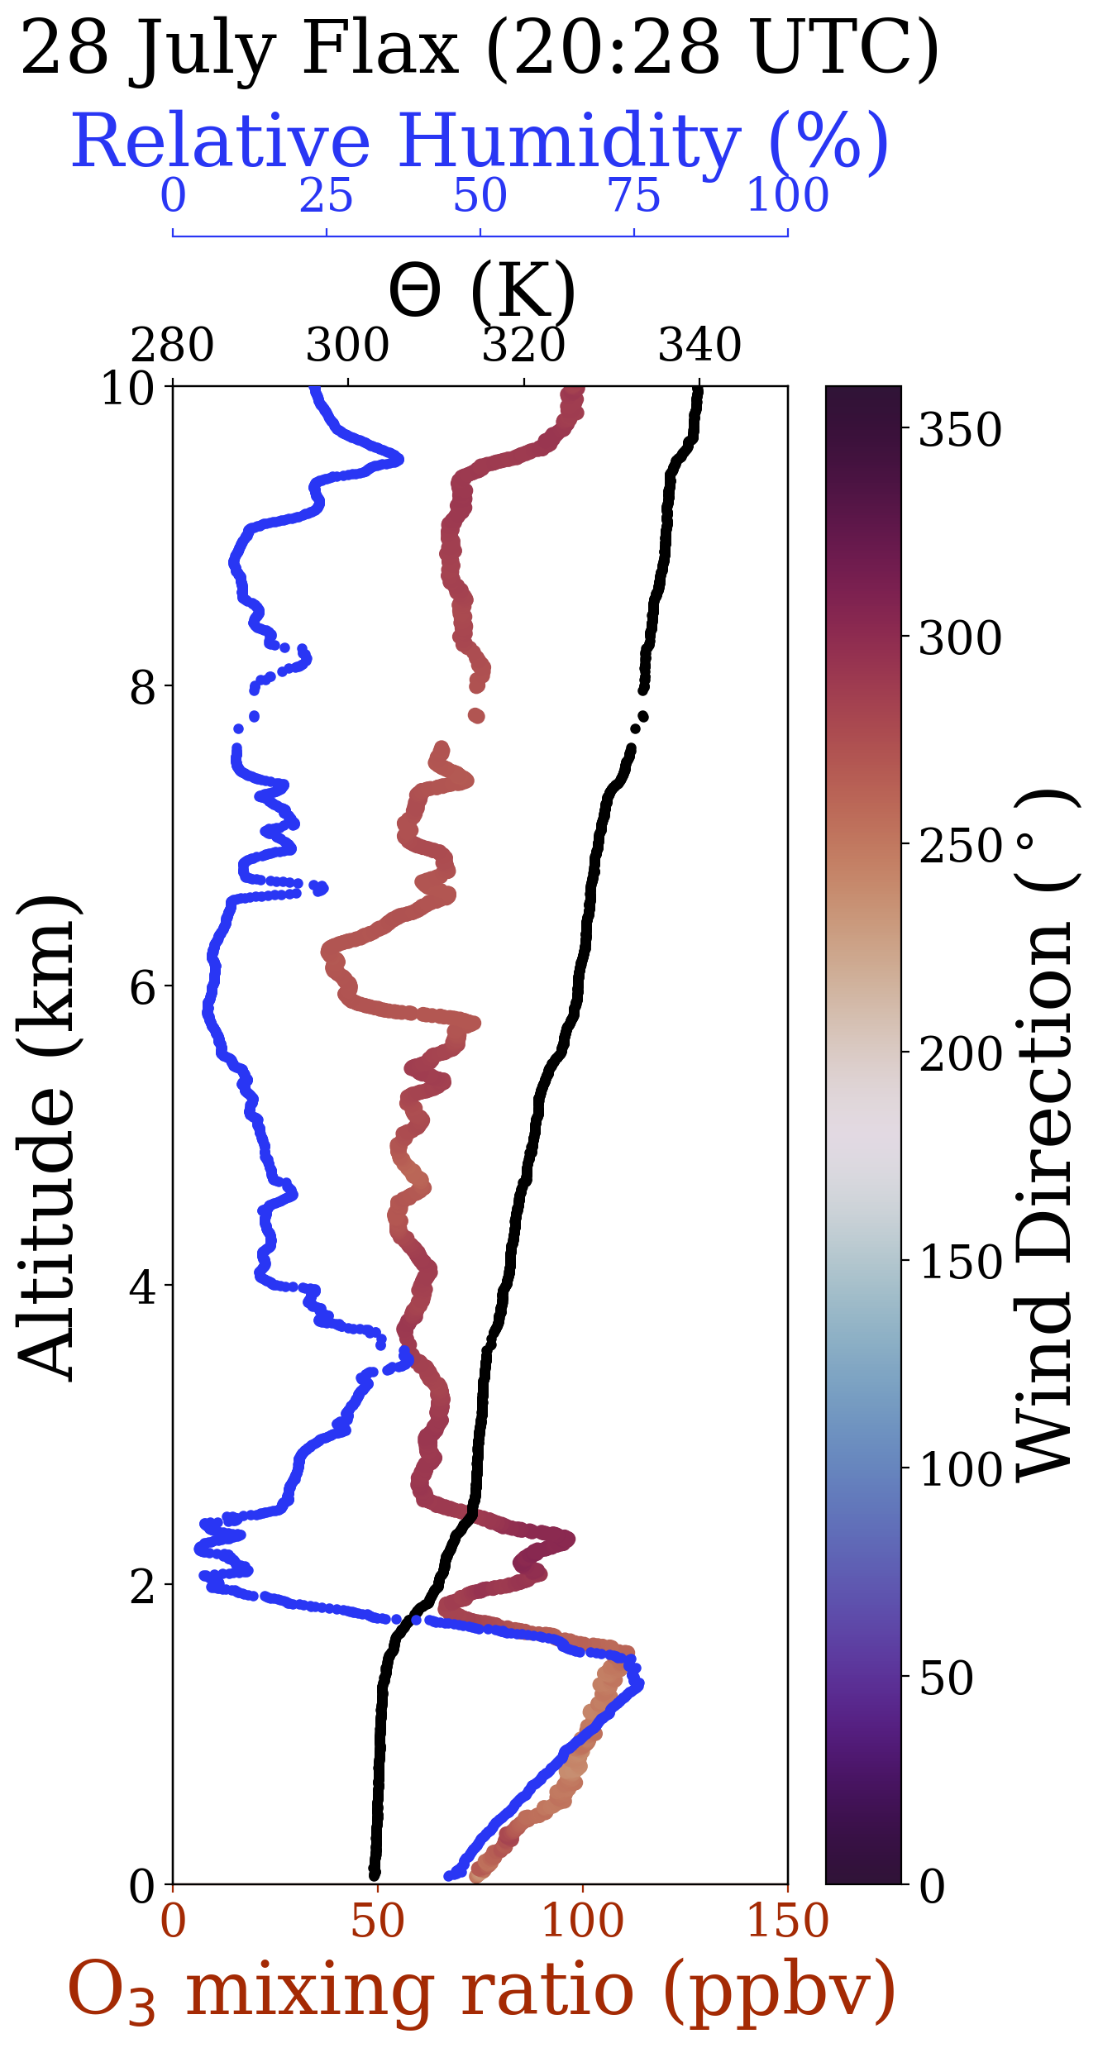 28 July Flax (20:28 UTC)
Relative Humidity (%)
0 25 50 75 100
Θ (K)
280 300 320 340
10
8
6
4
2
0
Altitude (km)
0 50 100 150
O₃ mixing ratio (ppbv)
350
300
250
200
150
100
50
0
Wind Direction (°)